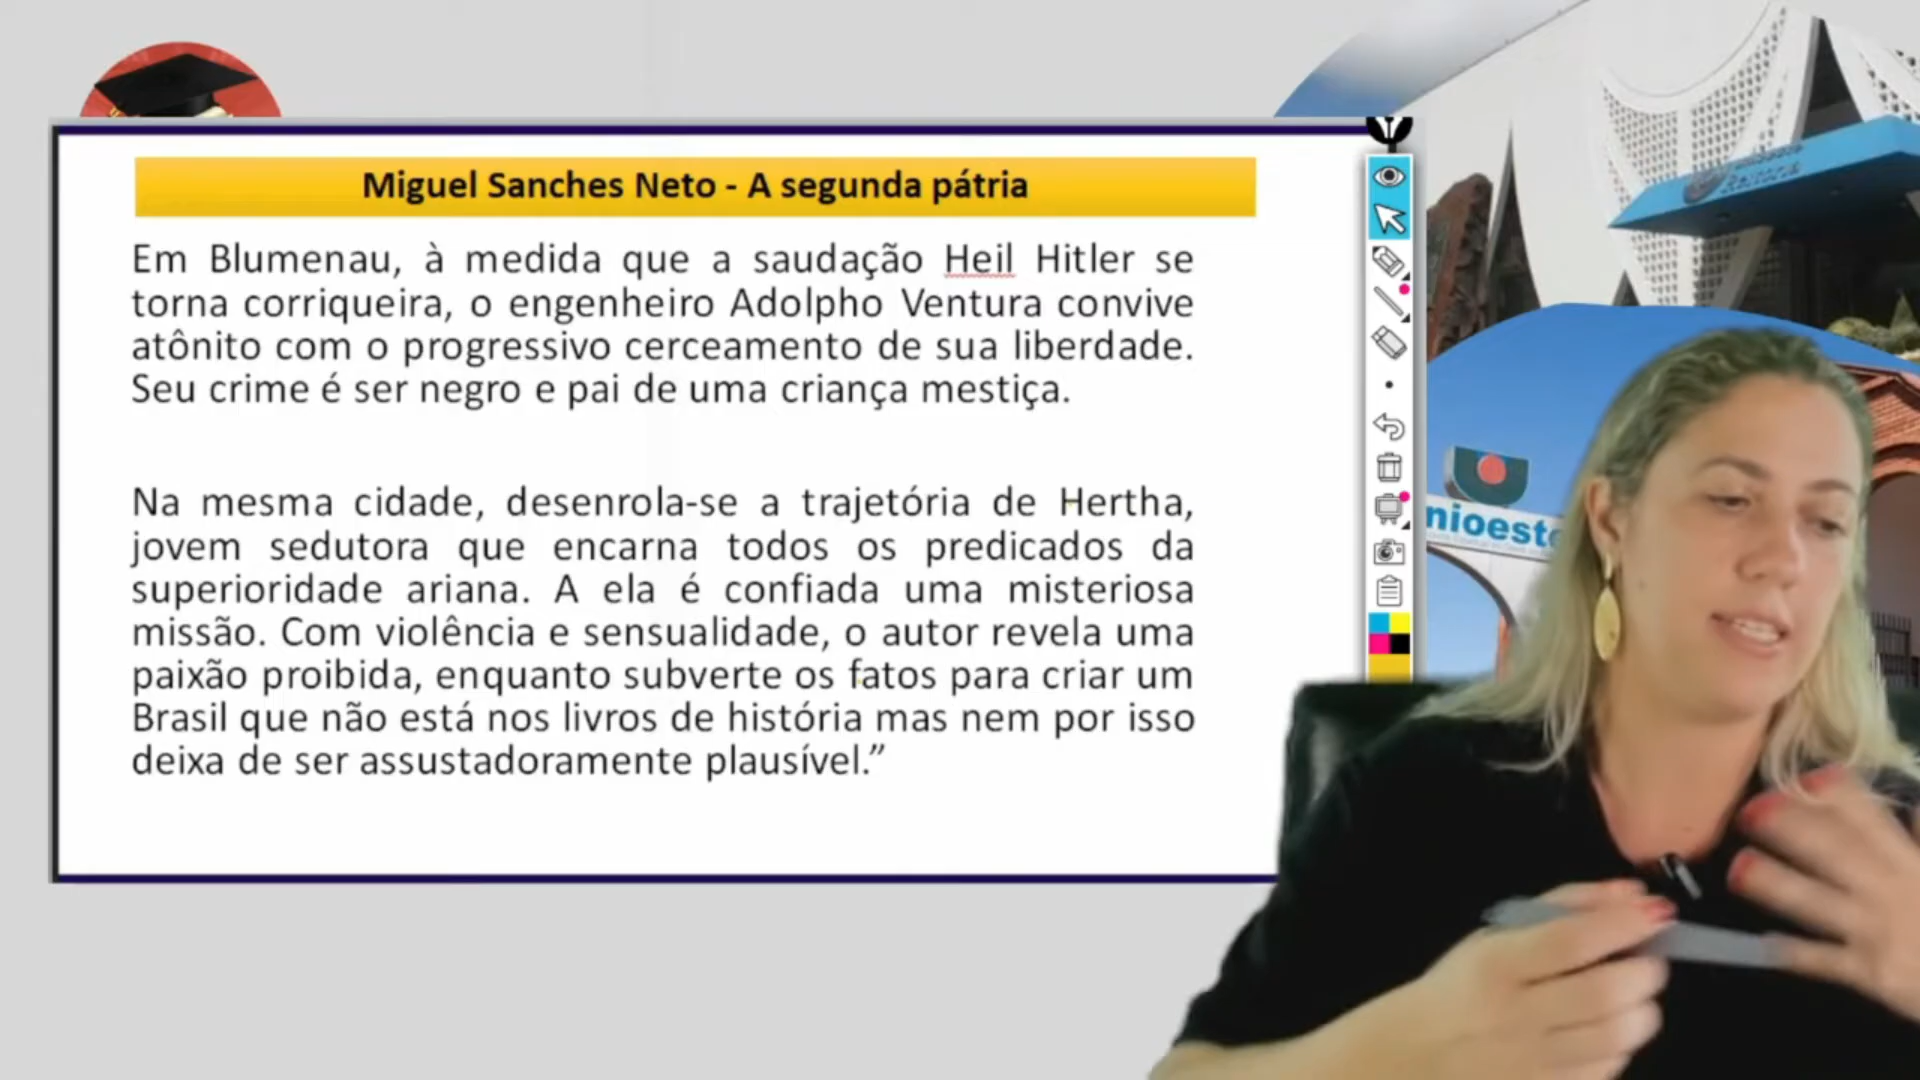 Miguel Sanches Neto - A segunda pátria
Em Blumenau, à medida que a saudação Heil Hitler se
torna corriqueira, o engenheiro Adolpho Ventura convive
atônito com o progressivo cerceamento de sua liberdade.
Seu crime é ser negro e pai de uma criança mestiça.
Na mesma cidade, desenrola-se a trajetória de Hertha,
jovem sedutora que encarna todos os predicados da
superioridade ariana. A ela é confiada uma misteriosa
missão. Com violência e sensualidade, o autor revela uma
paixão proibida, enquanto subverte os fatos para criar um
Brasil que não está nos livros de história mas nem por isso
deixa de ser assustadoramente plausível.”
nioeste